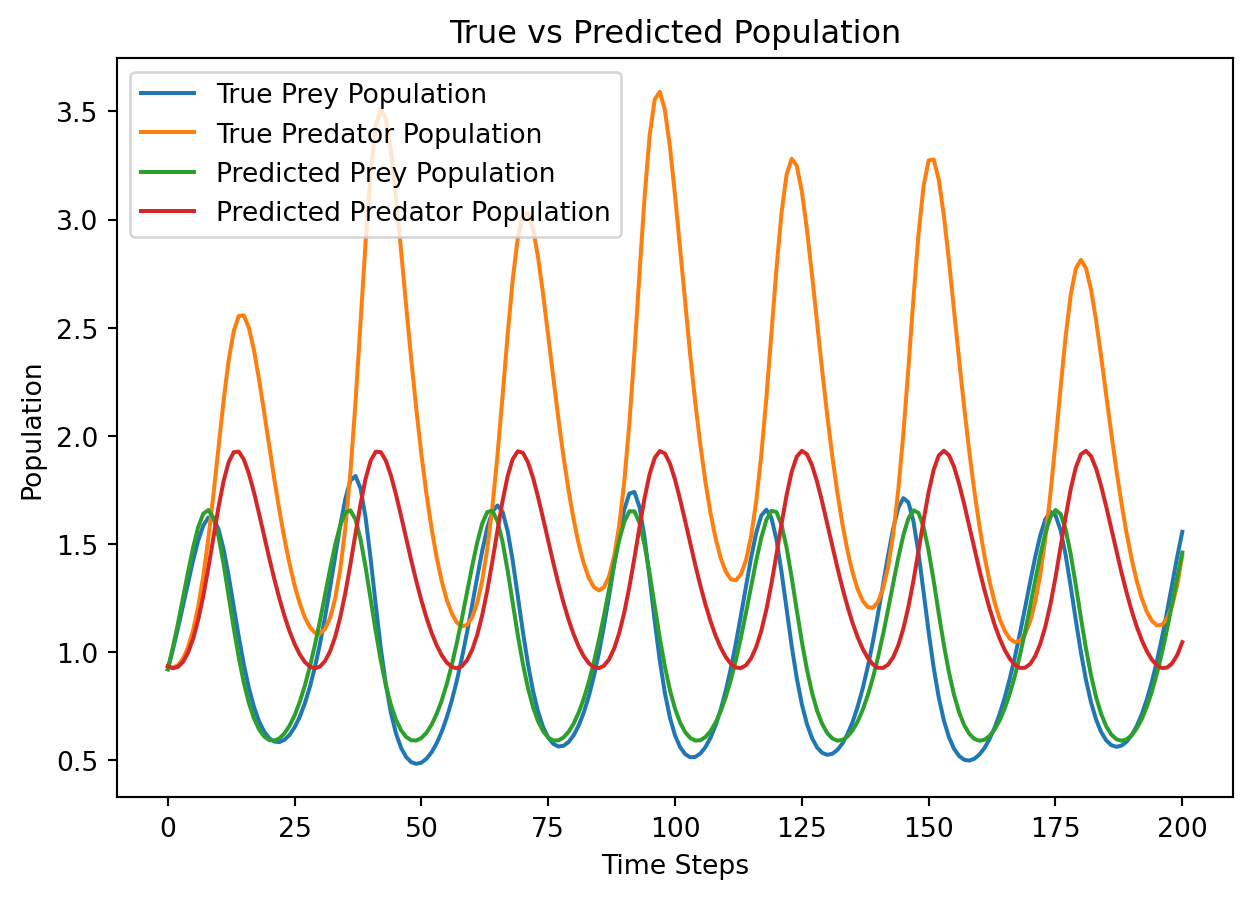 True vs Predicted Population
True Prey Population
True Predator Population
Predicted Prey Population
Predicted Predator Population
3.5
3.0
2.5
2.0
1.5
1.0
0.5
Population
0 25 50 75 100 125 150 175 200
Time Steps